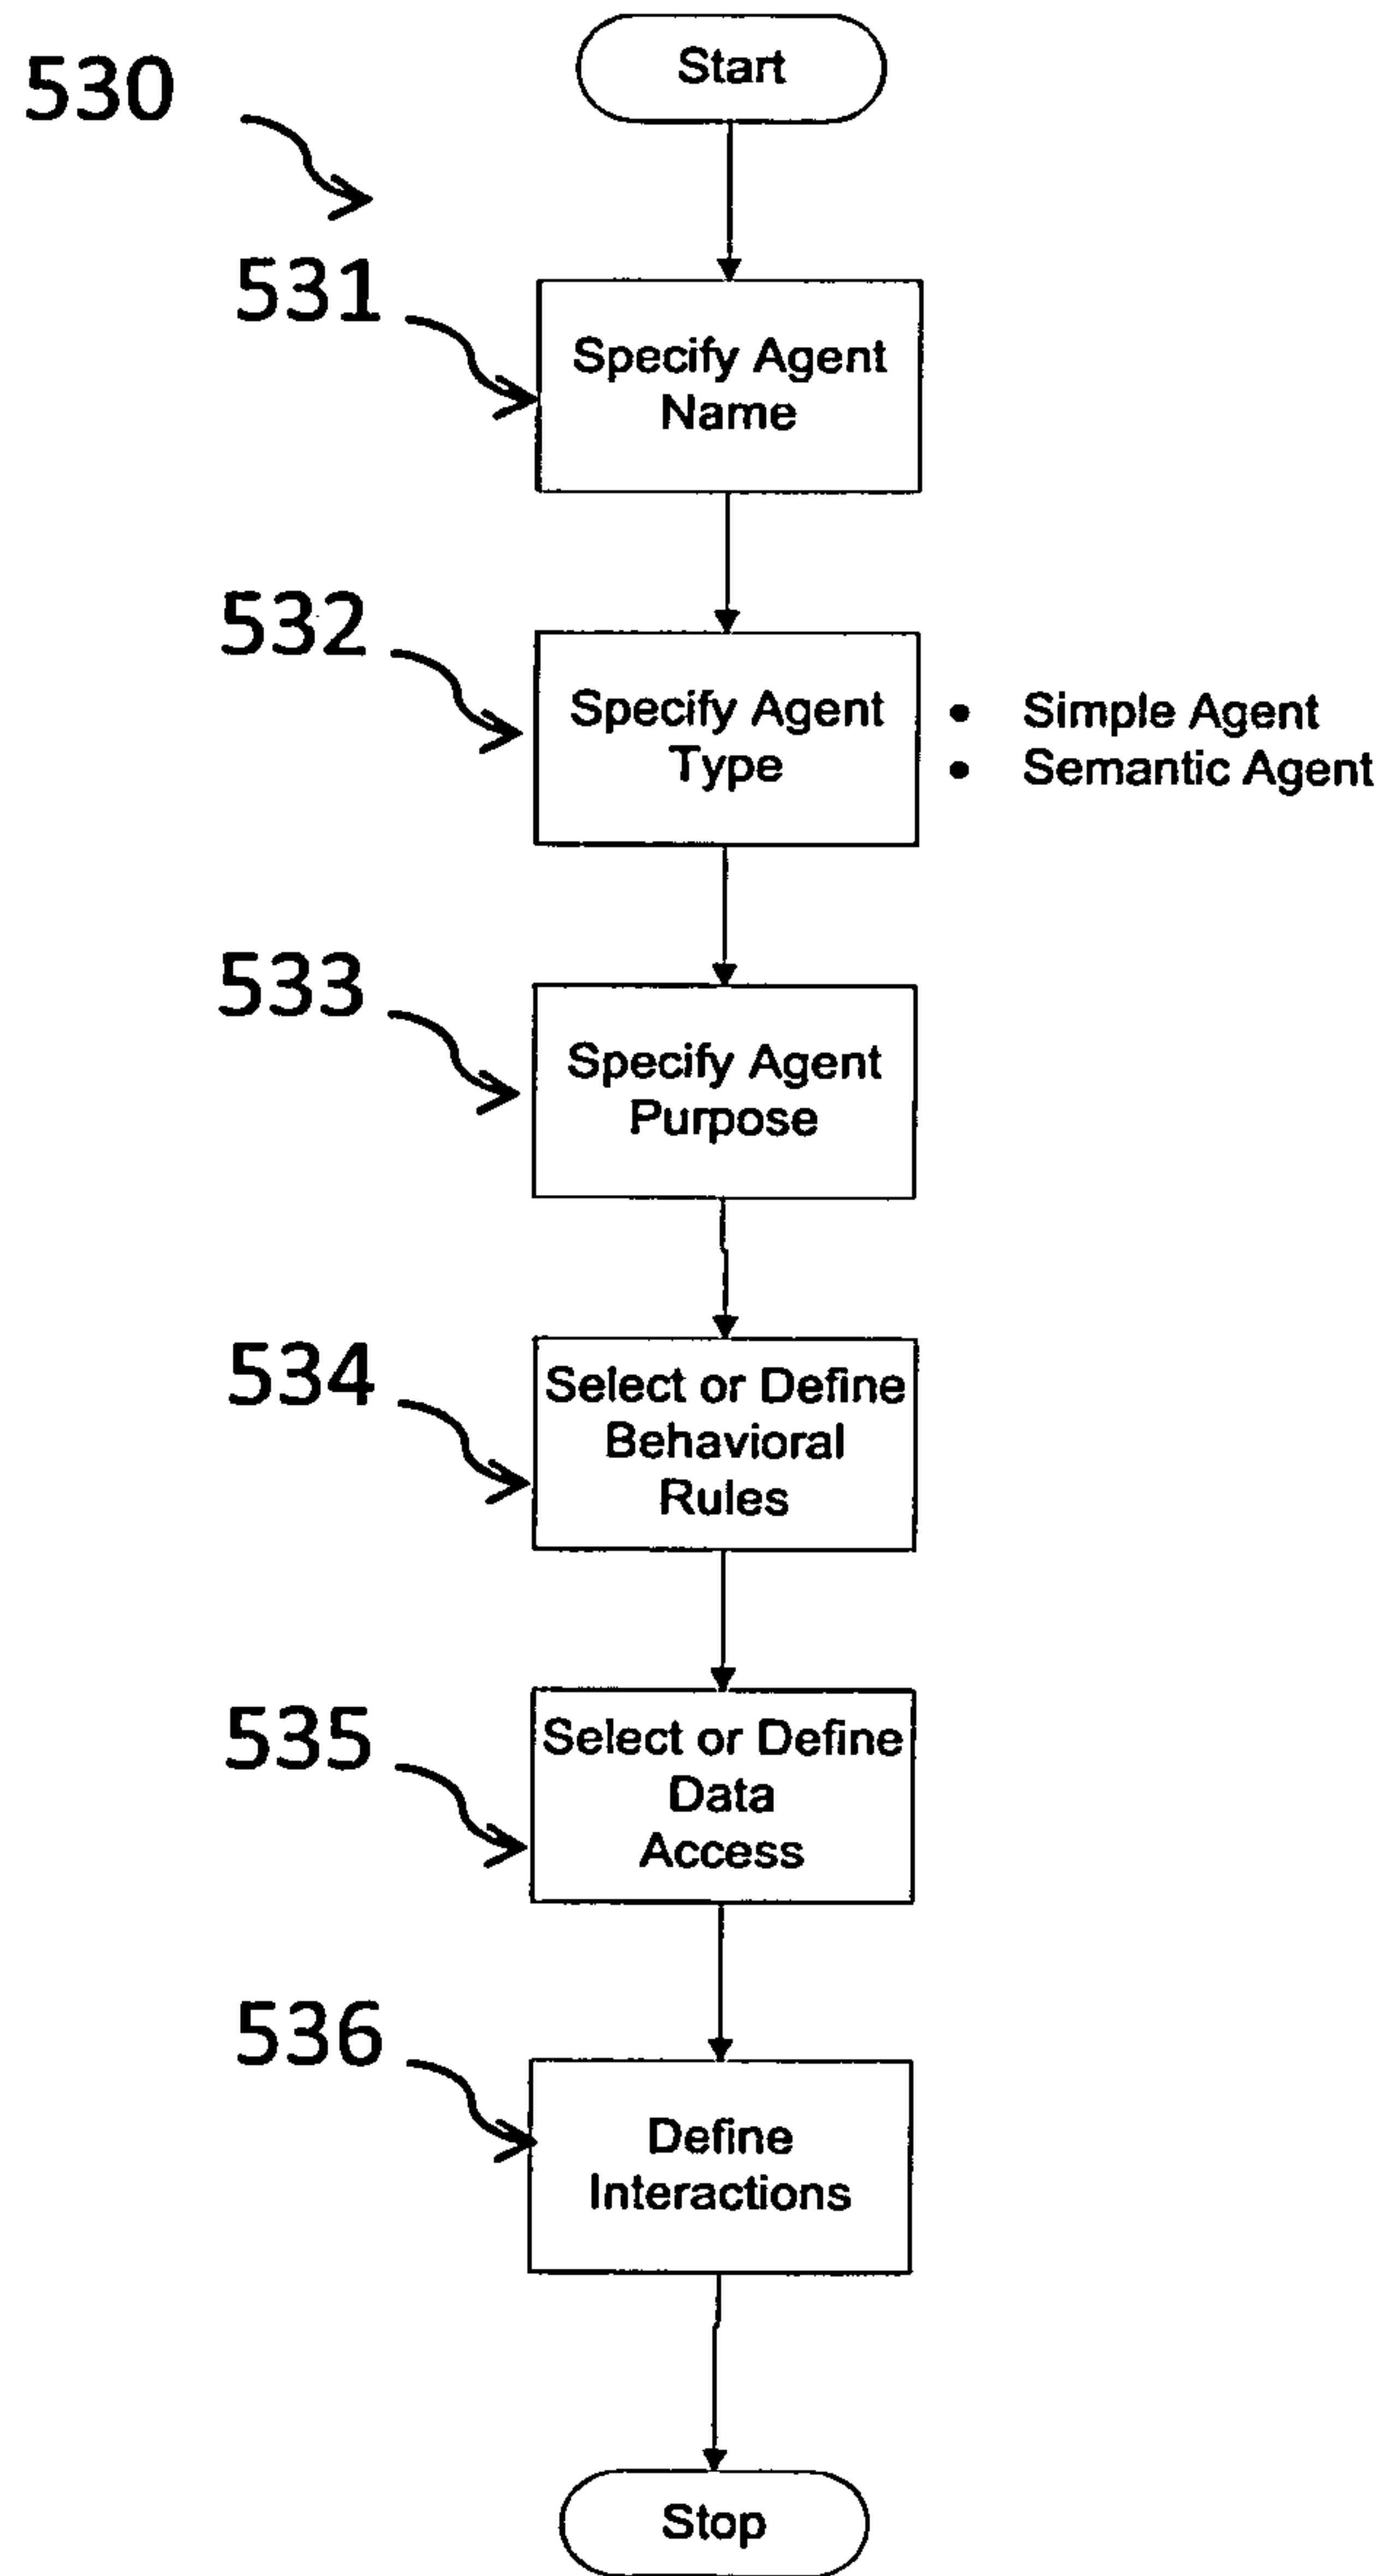 Start
530
531
Specify Agent
Name
532
Specify Agent
Type
• Simple Agent
• Semantic Agent
533
Specify Agent
Purpose
534
Select or Define
Behavioral
Rules
535
Select or Define
Data
Access
536
Define
Interactions
Stop